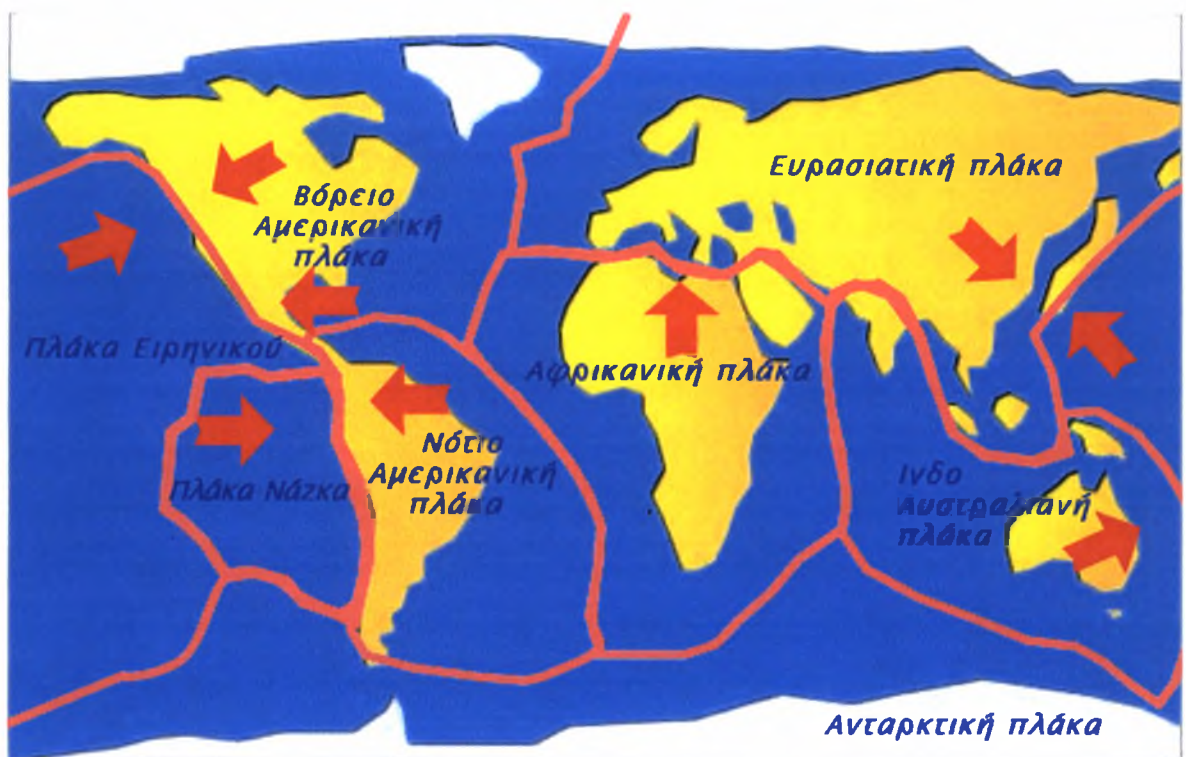 Ευρασιατική πλάκα
Βόρειο
Αμερικανική
πλάκα
Πλάκα Ειρηνικού
Αφρικανική πλάκα
Νότιο
Αμερικανική
πλάκα
Πλάκα Νάζκα
Ινδο
Αυστραλιανή
πλάκα
Ανταρκτική πλάκα